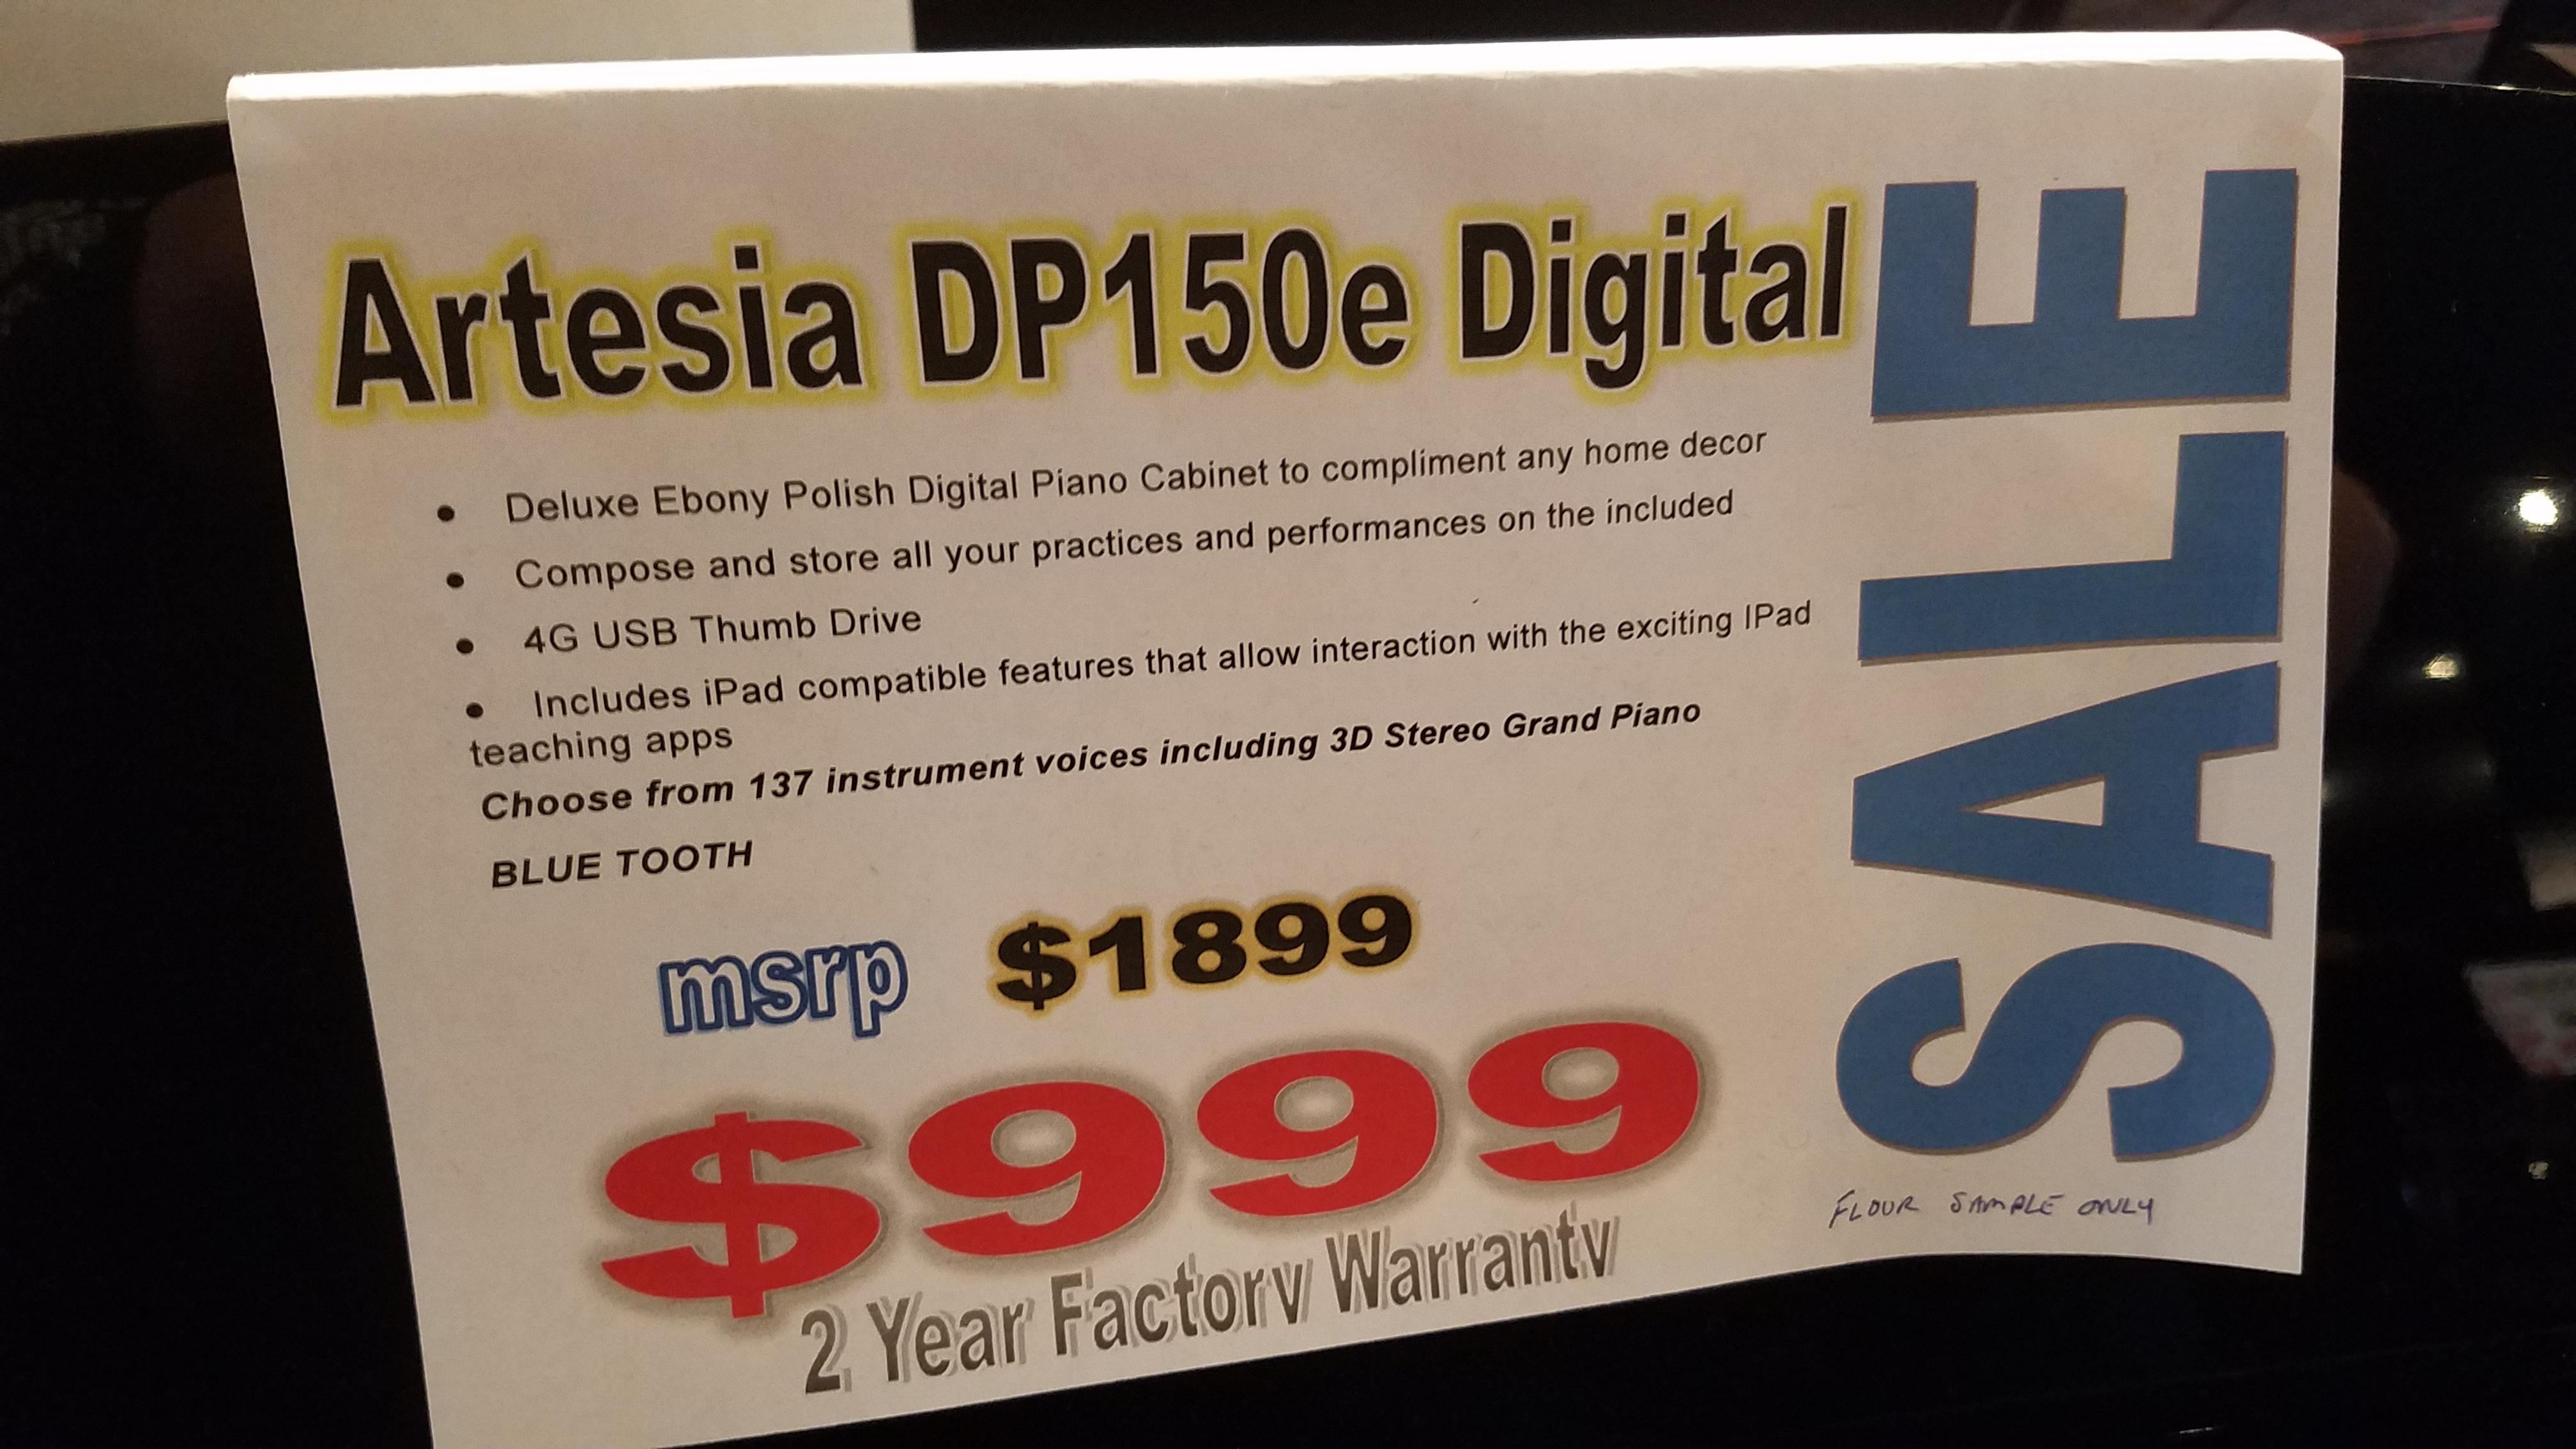 Artesia DP150e Digital
• Deluxe Ebony Polish Digital Piano Cabinet to compliment any home decor
• Compose and store all your practices and performances on the included
• 4G USB Thumb Drive
• Includes iPad compatible features that allow interaction with the exciting IPad
teaching apps
Choose from 137 instrument voices including 3D Stereo Grand Piano
BLUE TOOTH
msrp $1899
$999
2 Year Factory Warranty
SALE
FLOUR SAMPLE ONLY